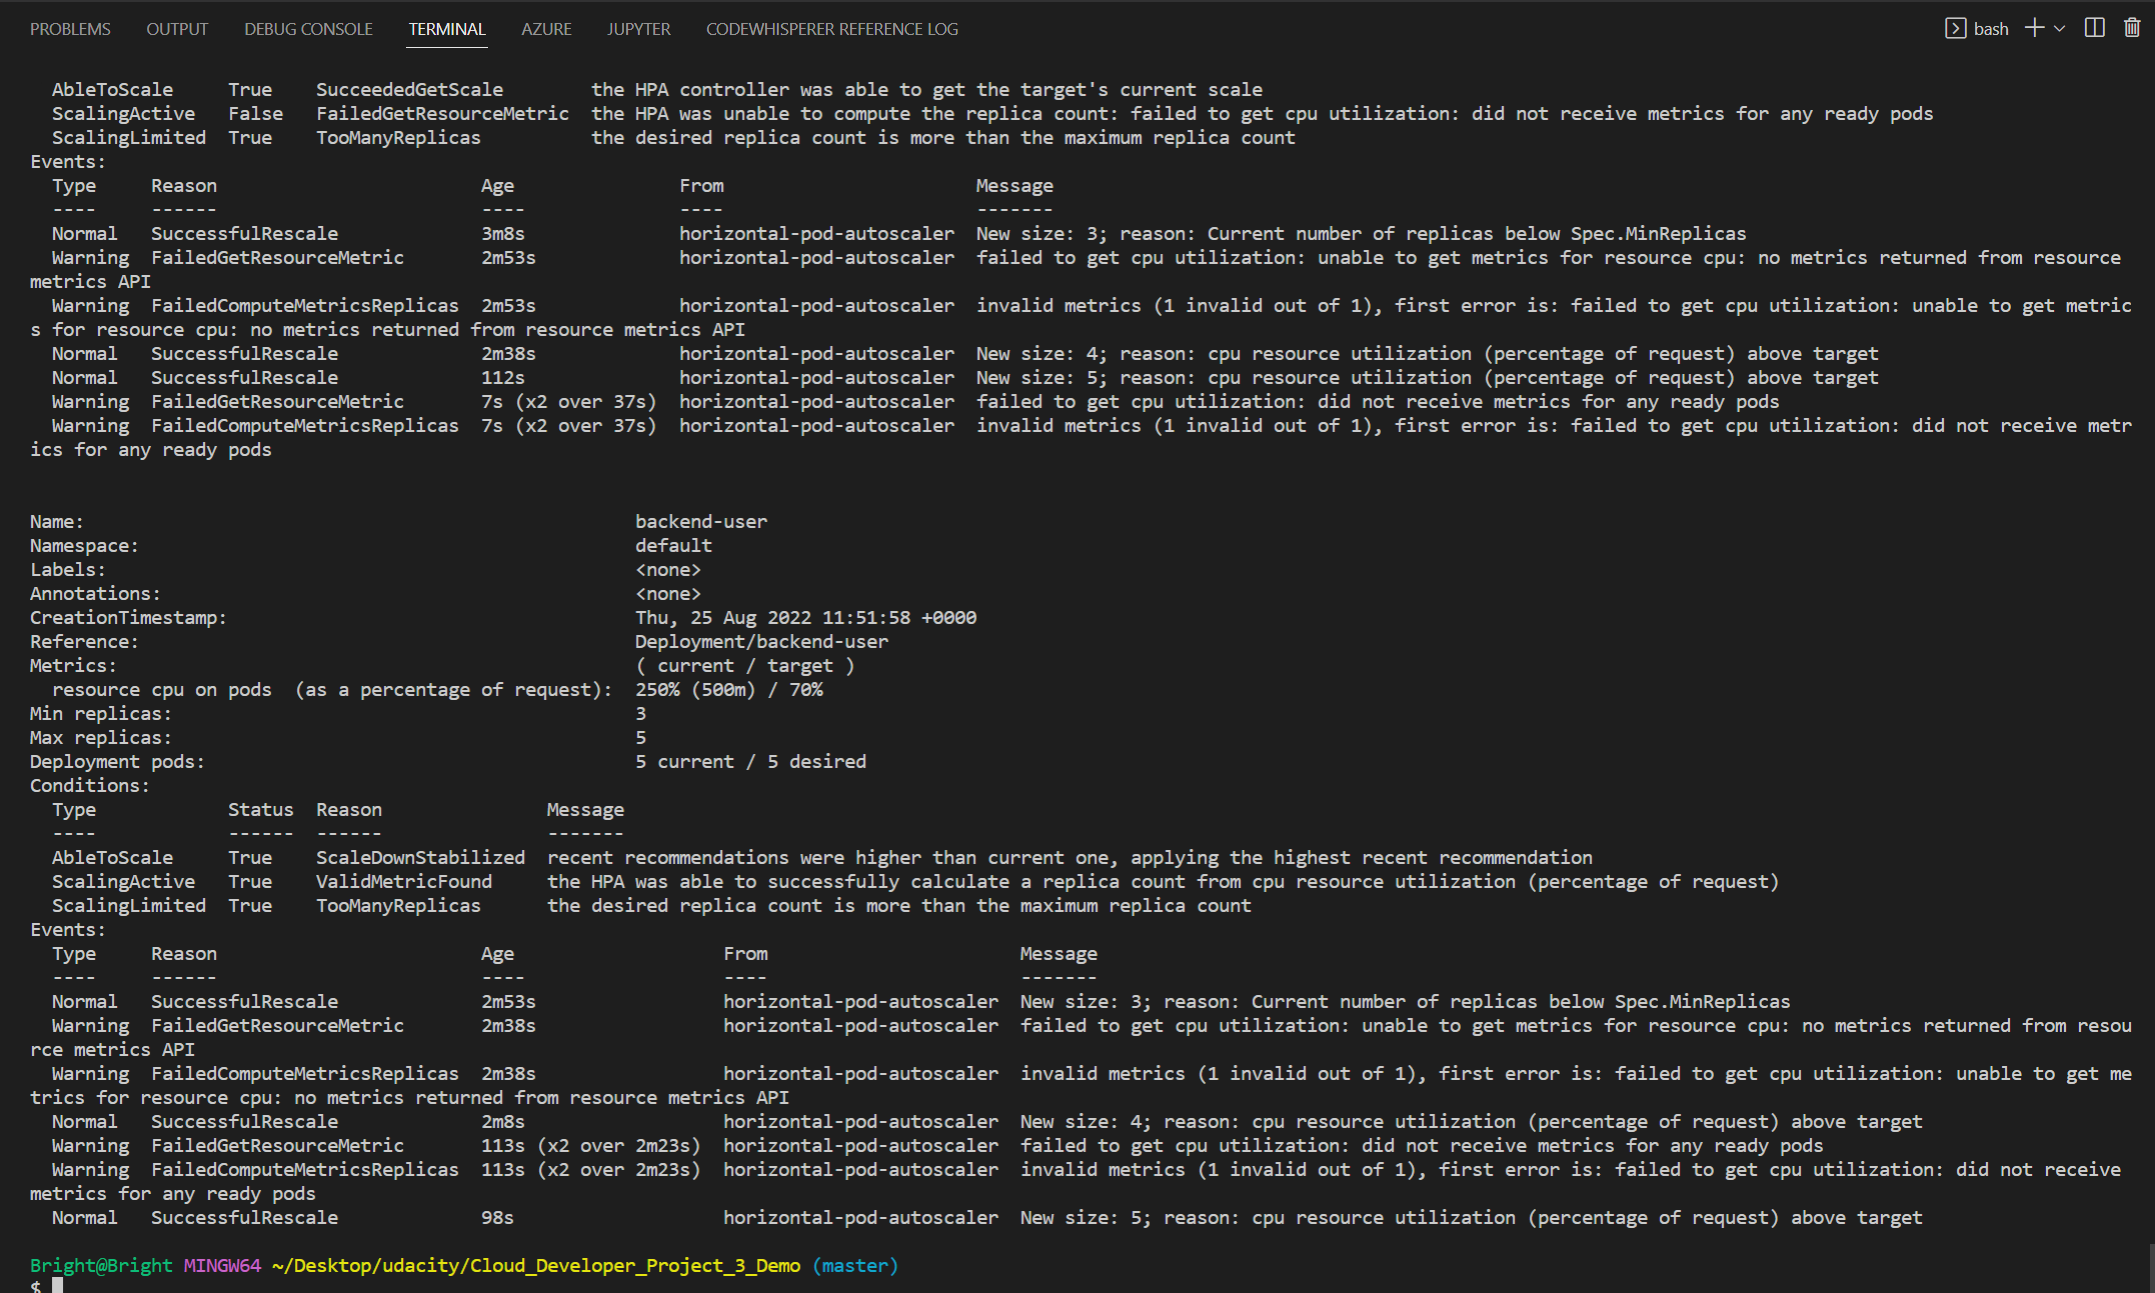 PROBLEMS OUTPUT DEBUG CONSOLE TERMINAL AZURE JUPYTER CODEWHISPERER REFERENCE LOG bash
AbleToScale True SucceededGetScale the HPA controller was able to get the target's current scale
ScalingActive False FailedGetResourceMetric the HPA was unable to compute the replica count: failed to get cpu utilization: did not receive metrics for any ready pods
ScalingLimited True TooManyReplicas the desired replica count is more than the maximum replica count
Events:
Type Reason Age From Message
---- ------ ---- ---- -------
Normal SuccessfulRescale 3m8s horizontal-pod-autoscaler New size: 3; reason: Current number of replicas below Spec.MinReplicas
Warning FailedGetResourceMetric 2m53s horizontal-pod-autoscaler failed to get cpu utilization: unable to get metrics for resource cpu: no metrics returned from resource
metrics API
Warning FailedComputeMetricsReplicas 2m53s horizontal-pod-autoscaler invalid metrics (1 invalid out of 1), first error is: failed to get cpu utilization: unable to get metric
s for resource cpu: no metrics returned from resource metrics API
Normal SuccessfulRescale 2m38s horizontal-pod-autoscaler New size: 4; reason: cpu resource utilization (percentage of request) above target
Normal SuccessfulRescale 112s horizontal-pod-autoscaler New size: 5; reason: cpu resource utilization (percentage of request) above target
Warning FailedGetResourceMetric 7s (x2 over 37s) horizontal-pod-autoscaler failed to get cpu utilization: did not receive metrics for any ready pods
Warning FailedComputeMetricsReplicas 7s (x2 over 37s) horizontal-pod-autoscaler invalid metrics (1 invalid out of 1), first error is: failed to get cpu utilization: did not receive metr
ics for any ready pods
Name: backend-user
Namespace: default
Labels: <none>
Annotations: <none>
CreationTimestamp: Thu, 25 Aug 2022 11:51:58 +0000
Reference: Deployment/backend-user
Metrics: ( current / target )
resource cpu on pods (as a percentage of request): 250% (500m) / 70%
Min replicas: 3
Max replicas: 5
Deployment pods: 5 current / 5 desired
Conditions:
Type Status Reason Message
---- ------ ------ -------
AbleToScale True ScaleDownStabilized recent recommendations were higher than current one, applying the highest recent recommendation
ScalingActive True ValidMetricFound the HPA was able to successfully calculate a replica count from cpu resource utilization (percentage of request)
ScalingLimited True TooManyReplicas the desired replica count is more than the maximum replica count
Events:
Type Reason Age From Message
---- ------ ---- ---- -------
Normal SuccessfulRescale 2m53s horizontal-pod-autoscaler New size: 3; reason: Current number of replicas below Spec.MinReplicas
Warning FailedGetResourceMetric 2m38s horizontal-pod-autoscaler failed to get cpu utilization: unable to get metrics for resource cpu: no metrics returned from resou
rce metrics API
Warning FailedComputeMetricsReplicas 2m38s horizontal-pod-autoscaler invalid metrics (1 invalid out of 1), first error is: failed to get cpu utilization: unable to get me
trics for resource cpu: no metrics returned from resource metrics API
Normal SuccessfulRescale 2m8s horizontal-pod-autoscaler New size: 4; reason: cpu resource utilization (percentage of request) above target
Warning FailedGetResourceMetric 113s (x2 over 2m23s) horizontal-pod-autoscaler failed to get cpu utilization: did not receive metrics for any ready pods
Warning FailedComputeMetricsReplicas 113s (x2 over 2m23s) horizontal-pod-autoscaler invalid metrics (1 invalid out of 1), first error is: failed to get cpu utilization: did not receive
metrics for any ready pods
Normal SuccessfulRescale 98s horizontal-pod-autoscaler New size: 5; reason: cpu resource utilization (percentage of request) above target
Bright@Bright MINGW64 ~/Desktop/udacity/Cloud_Developer_Project_3_Demo (master)
$